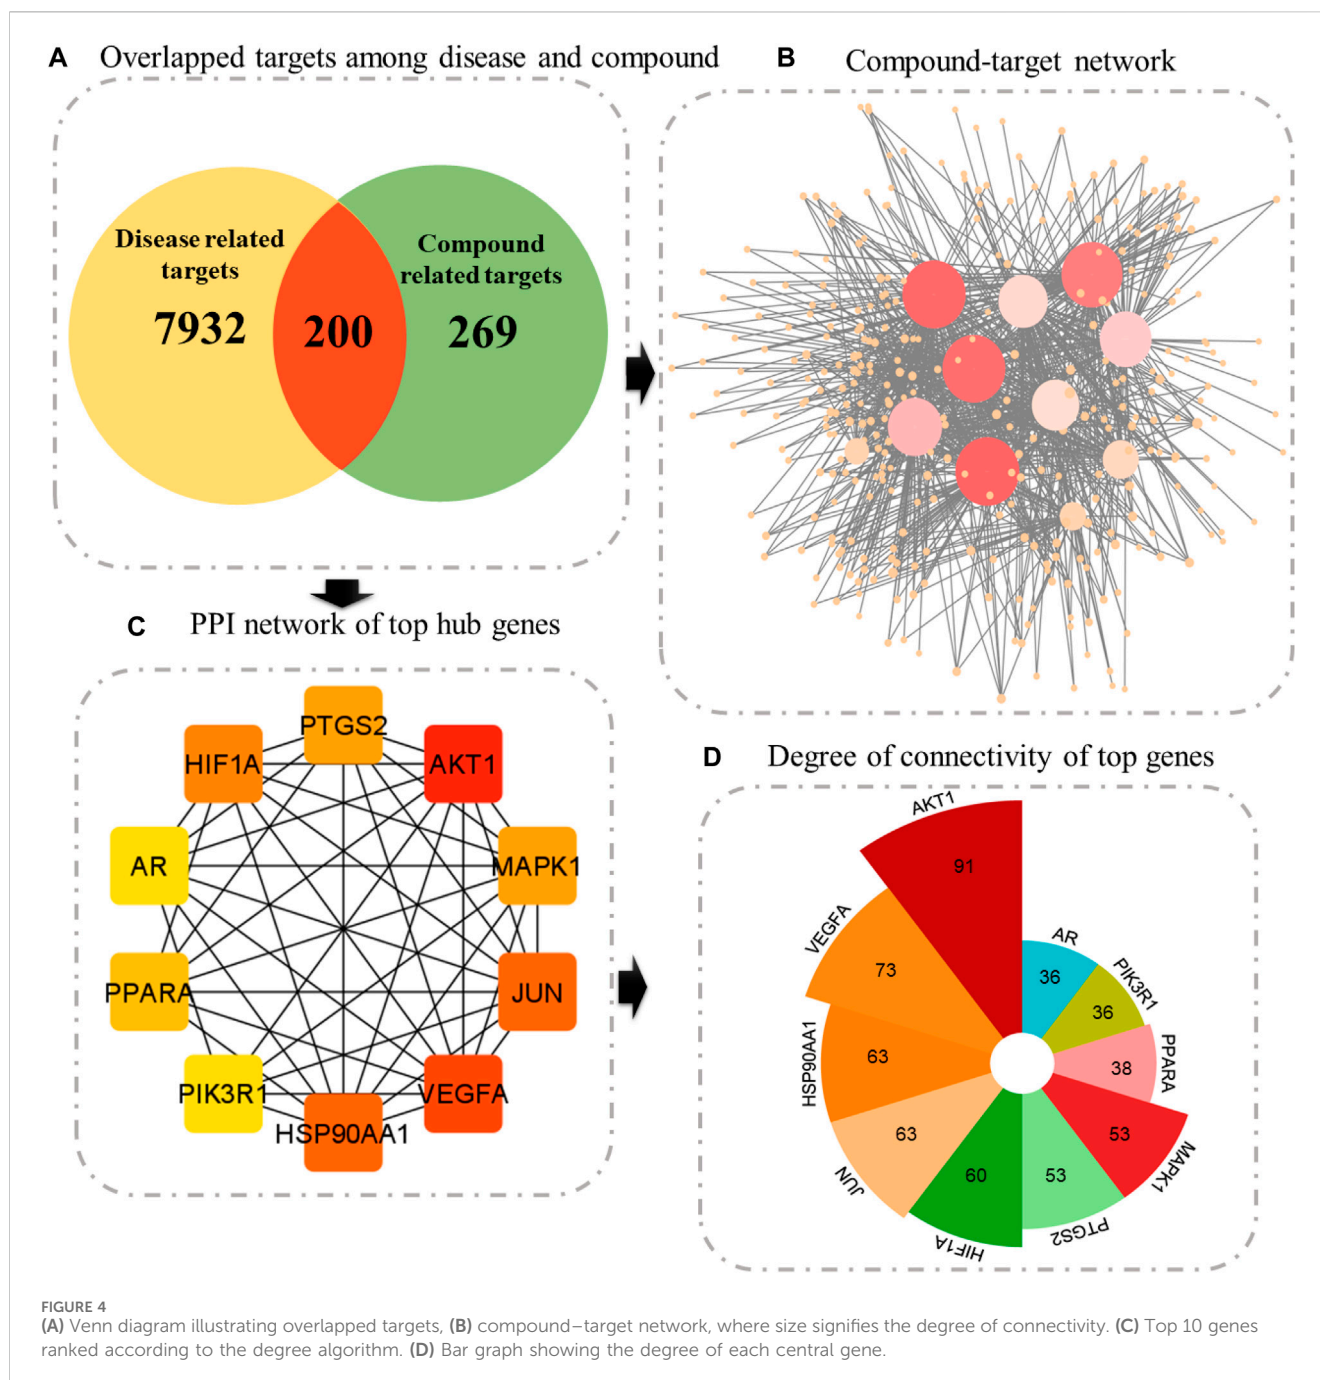 A Overlapped targets among disease and compound
Disease related
targets
7932
200
Compound
related targets
269
B Compound-target network
C PPI network of top hub genes
PTGS2
HIF1A
AKT1
AR
MAPK1
PPARA
JUN
PIK3R1
VEGFA
HSP90AA1
D Degree of connectivity of top genes
AKT1
91
VEGFA
73
HSP90AA1
63
JUN
63
HIF1A
60
PTGS2
53
MAPK1
53
PPARA
38
PIK3R1
36
AR
36
FIGURE 4
(A) Venn diagram illustrating overlapped targets, (B) compound–target network, where size signifies the degree of connectivity. (C) Top 10 genes
ranked according to the degree algorithm. (D) Bar graph showing the degree of each central gene.